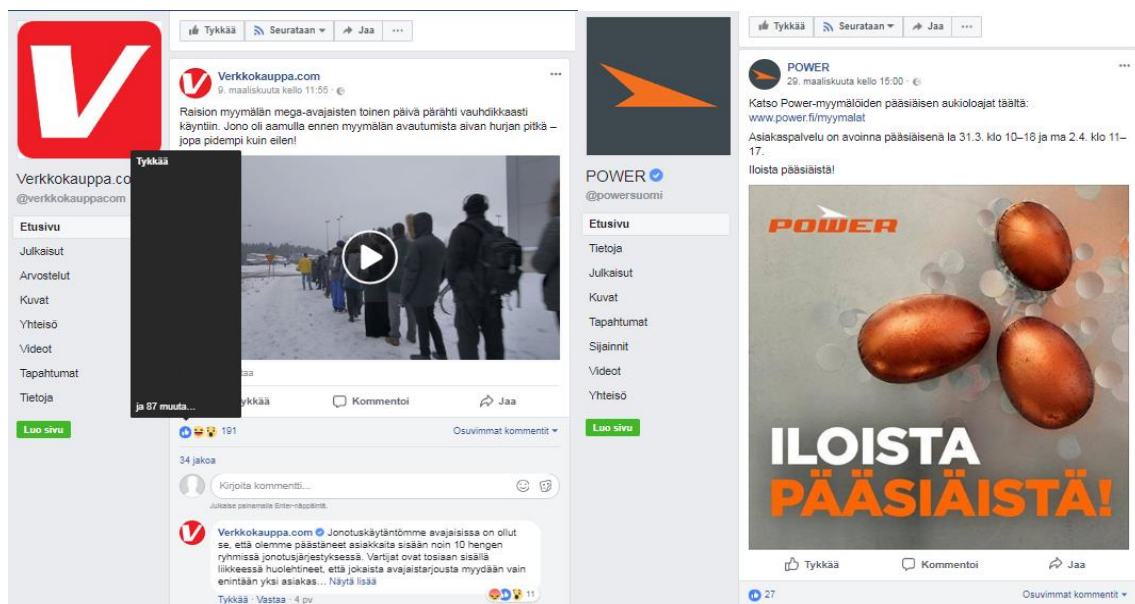 Tykkää Seurataan Jaa
Verkkokauppa.com
9. maaliskuuta kello 11:55
Raision myymälän mega-avajaisten toinen päivä pärähti vauhdikkaasti
käyntiin. Jono oli aamulla ennen myymälän avautumista aivan hurjan pitkä –
jopa pidempi kuin eilen!
Tykkää
ja 87 muuta...
Verkkokauppa.co
@verkkokauppacom
Etusivu
Julkaisut
Arvostelut
Kuvat
Yhteisö
Videot
Tapahtumat
Tietoja
Luo sivu
taa
ykkää Kommentoi Jaa
191 Osuvimmat kommentit
34 jakoa
Kirjoita kommentti...
Julkaise painamalla Enter-näppäintä.
Verkkokauppa.com Jonotuskäytäntömme avajaisissa on ollut
se, että olemme päästäneet asiakkaita sisään noin 10 hengen
ryhmissä jonotusjärjestyksessä. Vartijat ovat tosiaan sisällä
liikkeessä huolehtineet, että jokaista avajaistarjousta myydään vain
enintään yksi asiakas... Näytä lisää
Tykkää · Vastaa · 4 pv 11
POWER
@powersuomi
Etusivu
Tietoja
Julkaisut
Kuvat
Tapahtumat
Sijainnit
Videot
Yhteisö
Luo sivu
Tykkää Seurataan Jaa
POWER
29. maaliskuuta kello 15:00
Katso Power-myymälöiden pääsiäisen aukioloajat täältä:
www.power.fi/myymalat
Asiakaspalvelu on avoinna pääsiäisenä la 31.3. klo 10–16 ja ma 2.4. klo 11–
17.
Iloista pääsiäistä!
POWER
ILOISTA
PÄÄSIÄISTÄ!
Tykkää Kommentoi Jaa
27 Osuvimmat kommentit